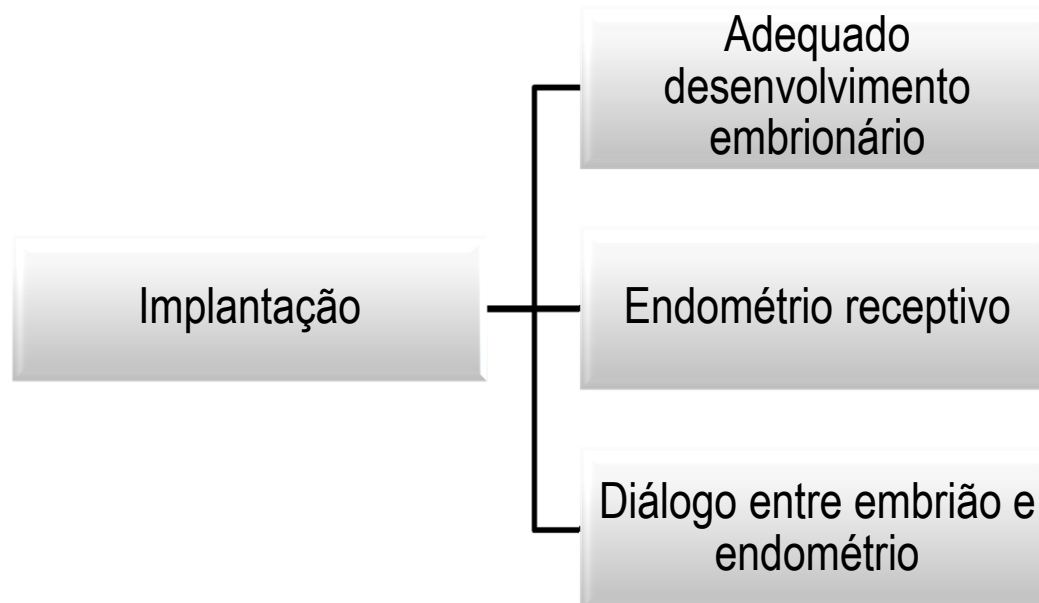 Adequado
desenvolvimento
embrionário
Implantação
Endométrio receptivo
Diálogo entre embrião e
endométrio